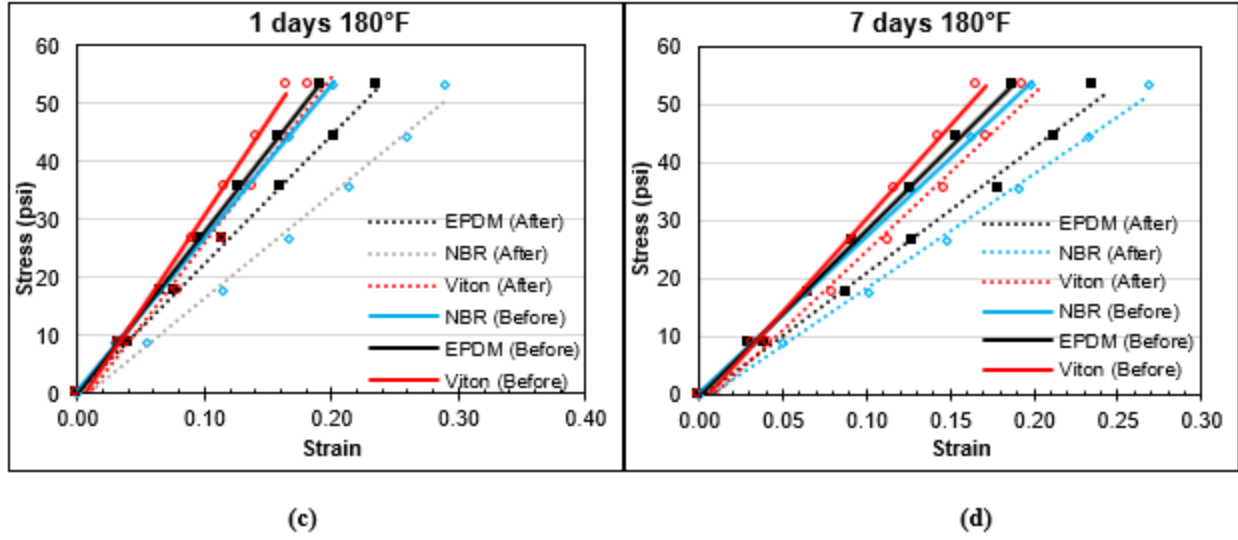 1 days 180°F
60
50
40
30
20
10
0
Stress (psi)
EPDM (After)
NBR (After)
Viton (After)
NBR (Before)
EPDM (Before)
Viton (Before)
0.00 0.10 0.20 0.30 0.40
Strain
(c)
7 days 180°F
60
50
40
30
20
10
0
Stress (psi)
EPDM (After)
NBR (After)
Viton (After)
NBR (Before)
EPDM (Before)
Viton (Before)
0.00 0.05 0.10 0.15 0.20 0.25 0.30
Strain
(d)